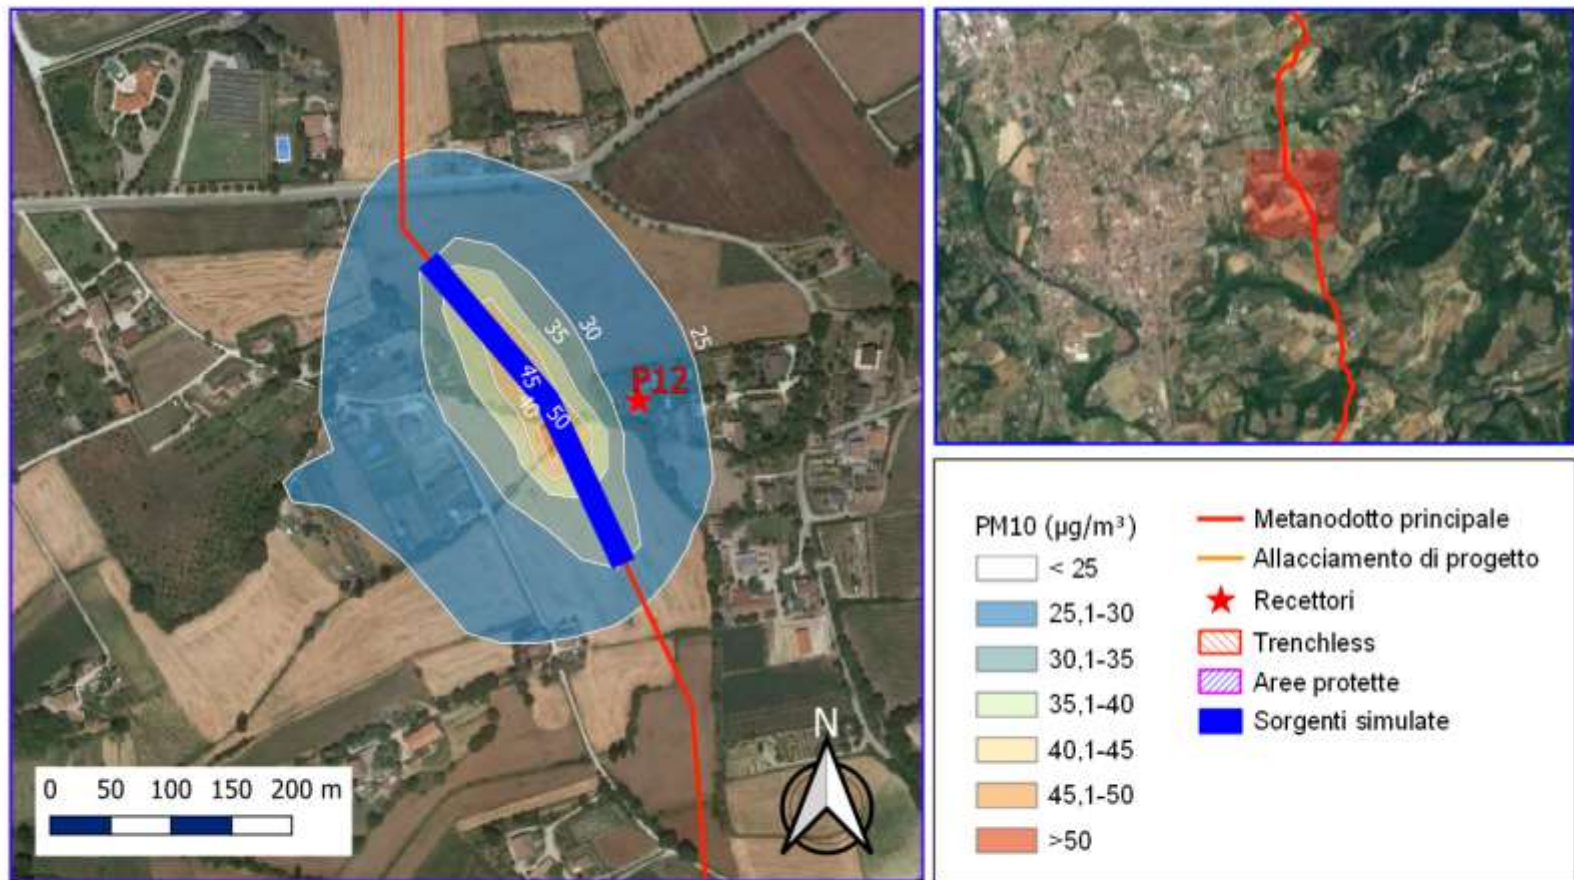 30
25
35
P12
45
40
50
N
0 50 100 150 200 m
PM10 (µg/m³)
< 25
25,1-30
30,1-35
35,1-40
40,1-45
45,1-50
>50
Metanodotto principale
Allacciamento di progetto
Recettori
Trenchless
Aree protette
Sorgenti simulate